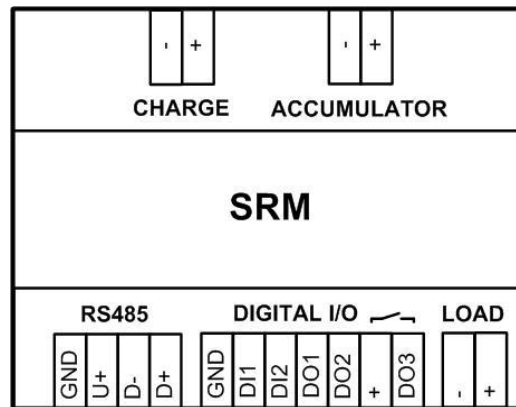 - + - +
CHARGE ACCUMULATOR
SRM
RS485 DIGITAL I/O LOAD
GND U+ D- D+ GND DI1 DI2 DO1 DO2 + DO3 - +